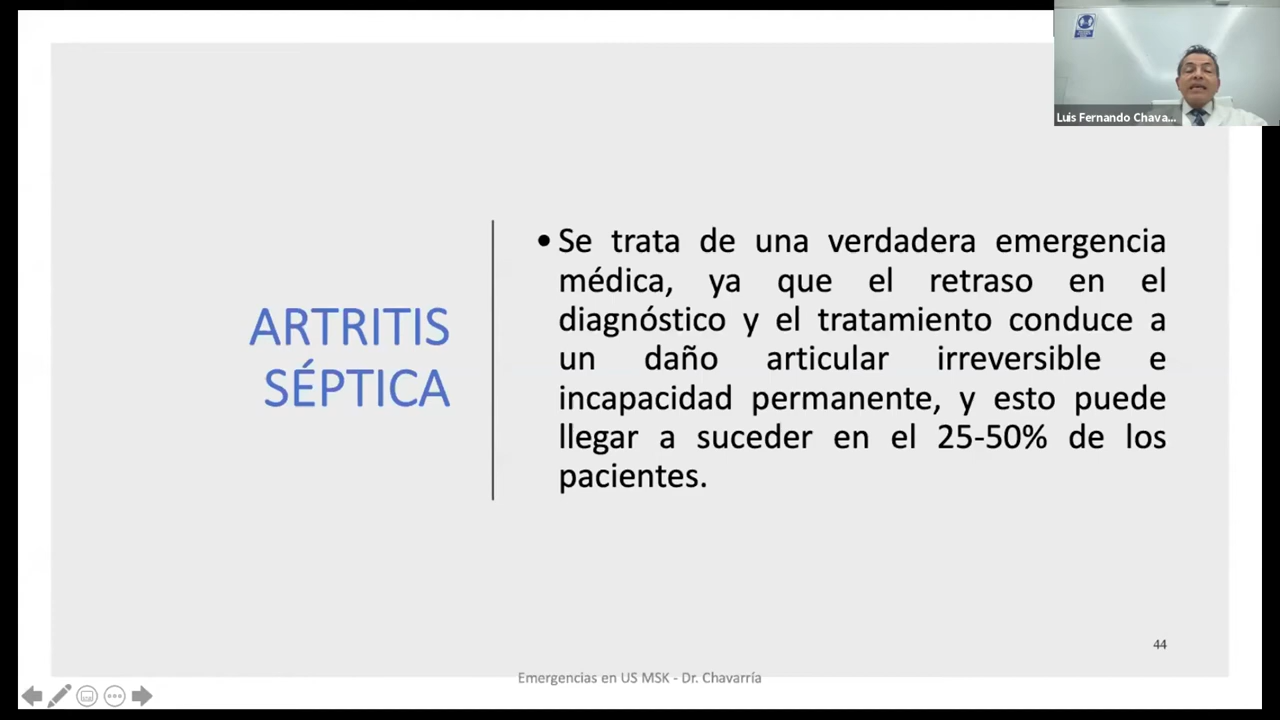 Luis Fernando Chava...
ARTRITIS
SÉPTICA
•Se trata de una verdadera emergencia
médica, ya que el retraso en el
diagnóstico y el tratamiento conduce a
un daño articular irreversible e
incapacidad permanente, y esto puede
llegar a suceder en el 25-50% de los
pacientes.
44
Emergencias en US MSK - Dr. Chavarría